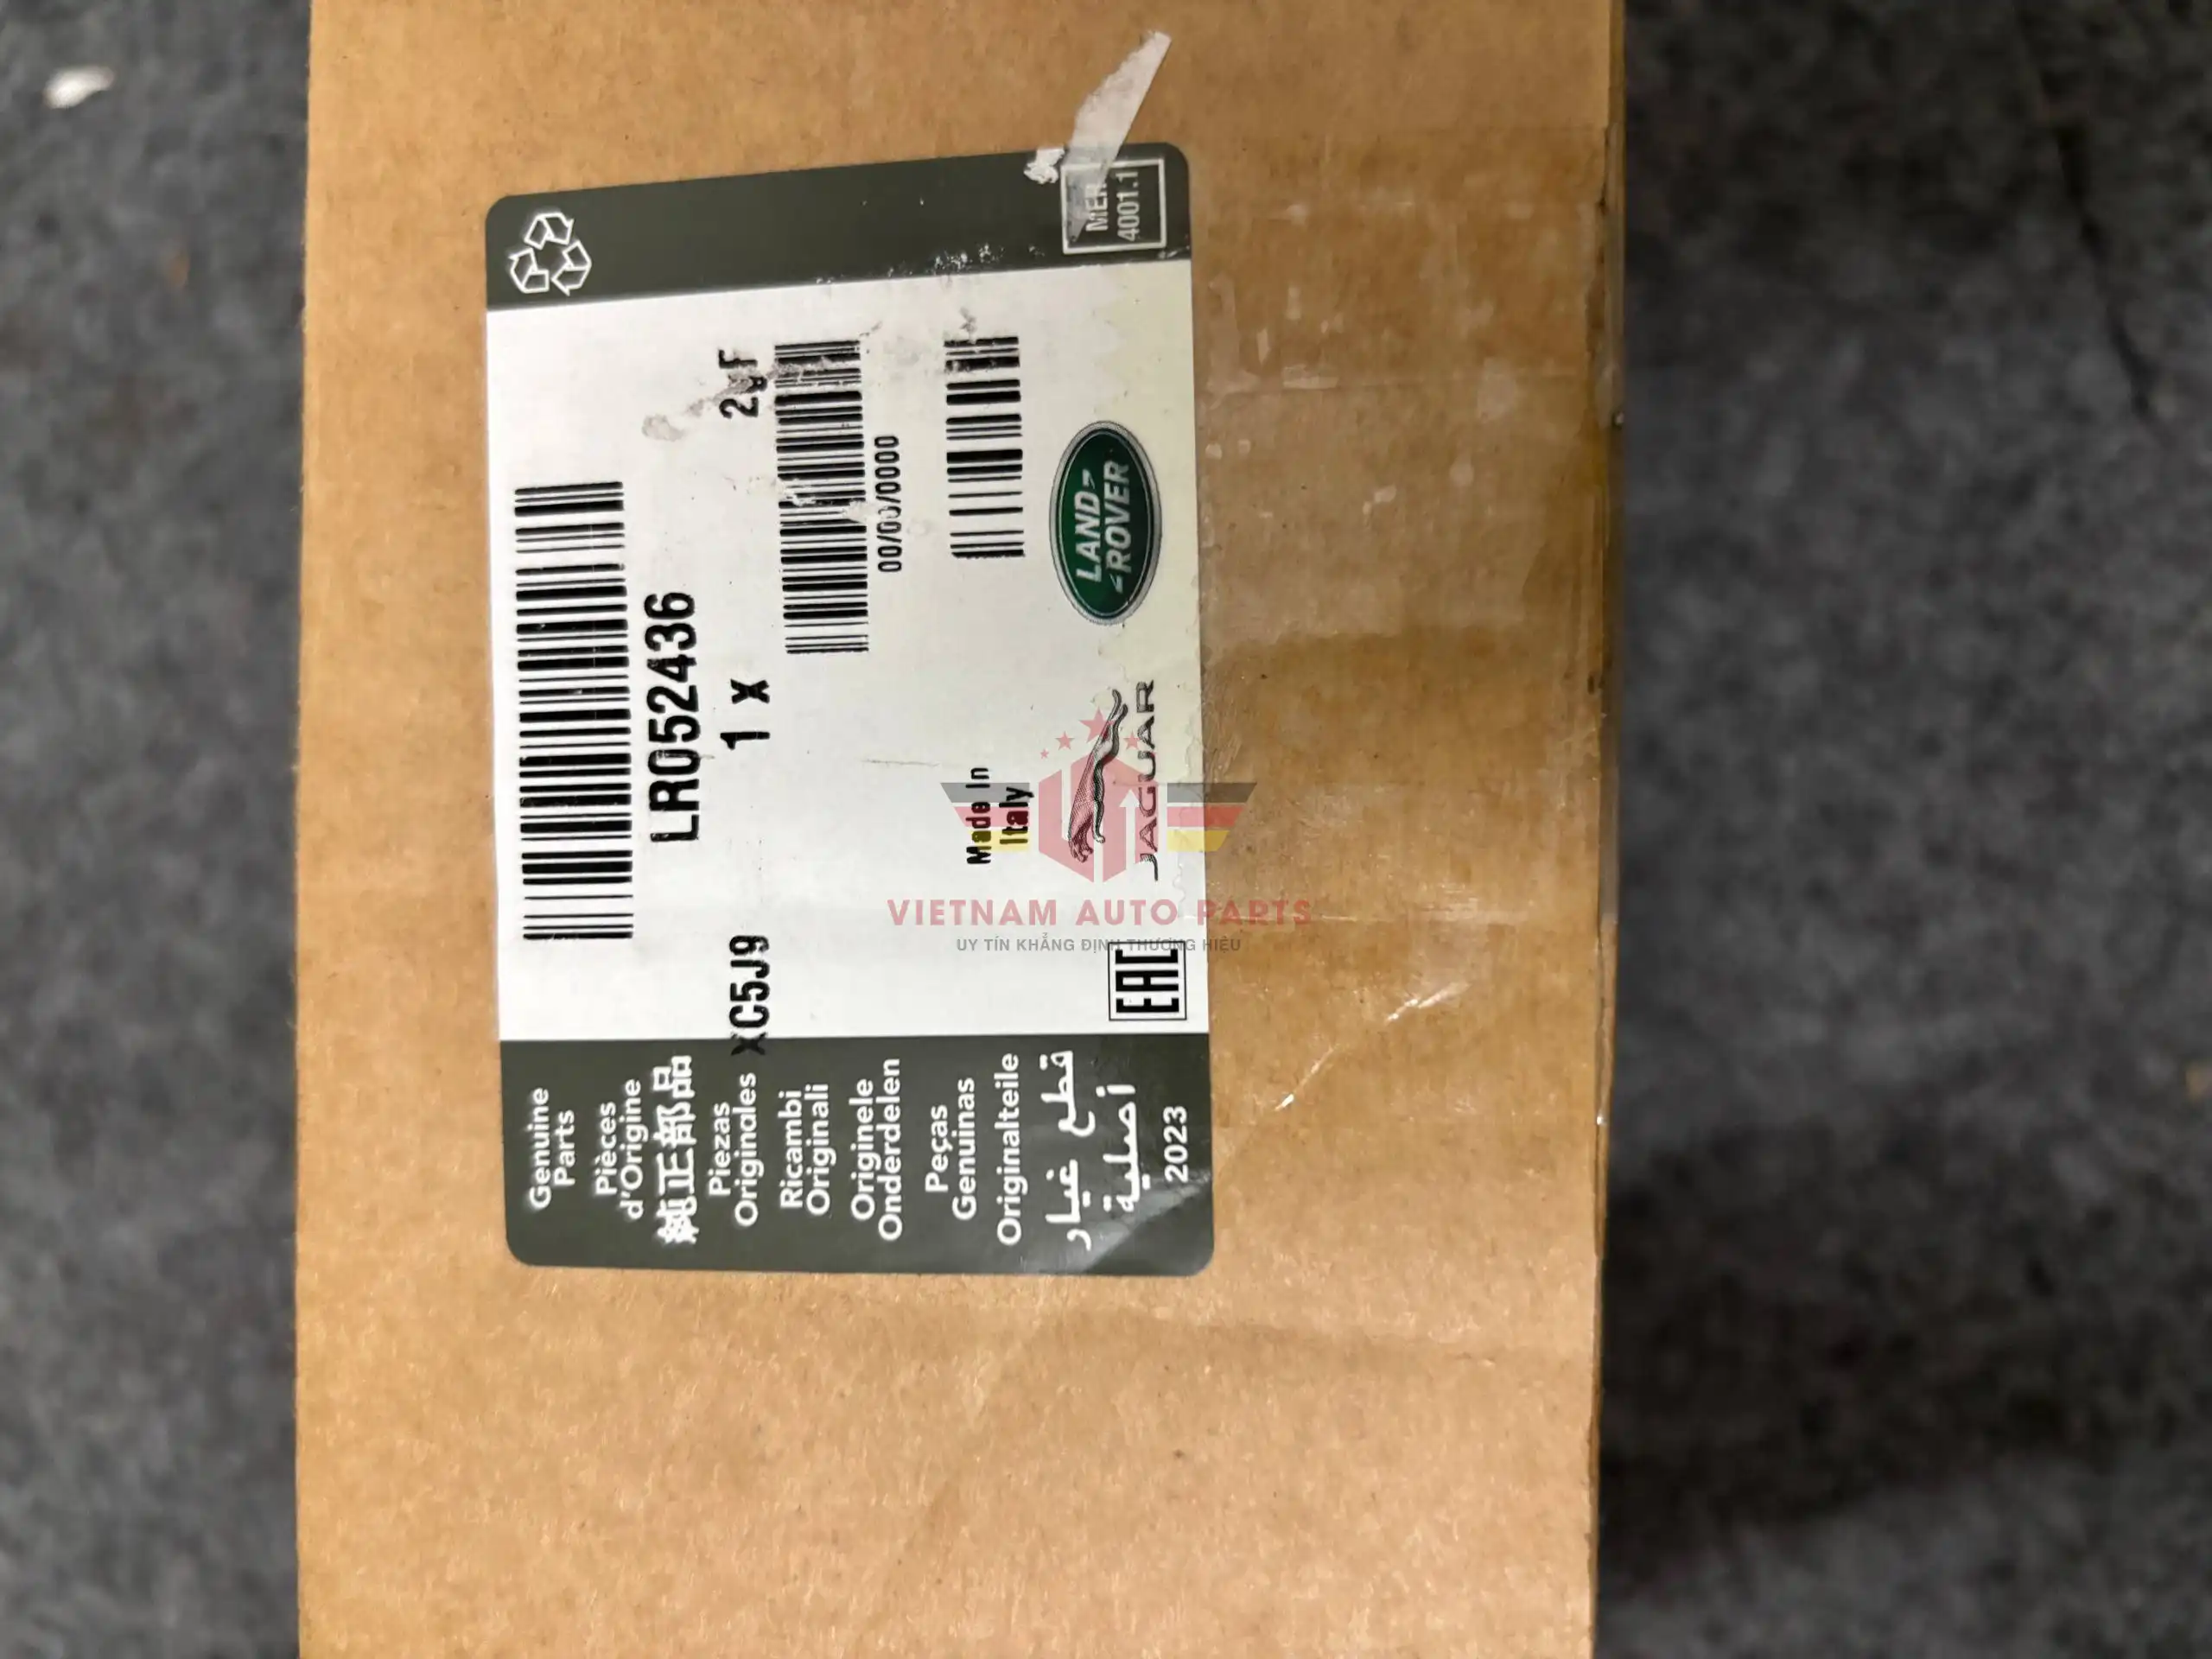 Genuine
Parts
Pièces
d'Origine
純正部品
Piezas
Originales
Ricambi
Originali
Originele
Onderdelen
Peças
Genuinas
Originalteile
قطع غيار
أصلية
2023
LR052436
XC5J9 1 X
00/00/0000
Made In
Italy
EAC
JAGUAR
LAND
ROVER
4001.1
VIETNAM AUTO PARTS
UY TÍN KHẲNG ĐỊNH THƯƠNG HIỆU